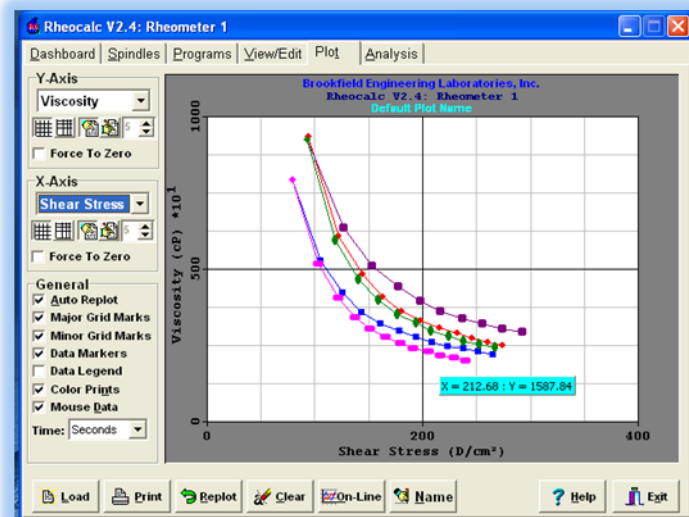 Rheocalc V2.4: Rheometer 1
Dashboard Spindles Programs View/Edit Plot Analysis
Y-Axis
Viscosity
5
Force To Zero
X-Axis
Shear Stress
5
Force To Zero
General
Auto Replot
Major Grid Marks
Minor Grid Marks
Data Markers
Data Legend
Color Prints
Mouse Data
Time: Seconds
Brookfield Engineering Laboratories, Inc.
Rheocalc V2.4: Rheometer 1
Default Plot Name
Viscosity (cP) *10¹
1000
500
0
X = 212.68 : Y = 1587.84
0 200 400
Shear Stress (D/cm²)
Load Print Replot Clear On-Line Name ? Help Exit